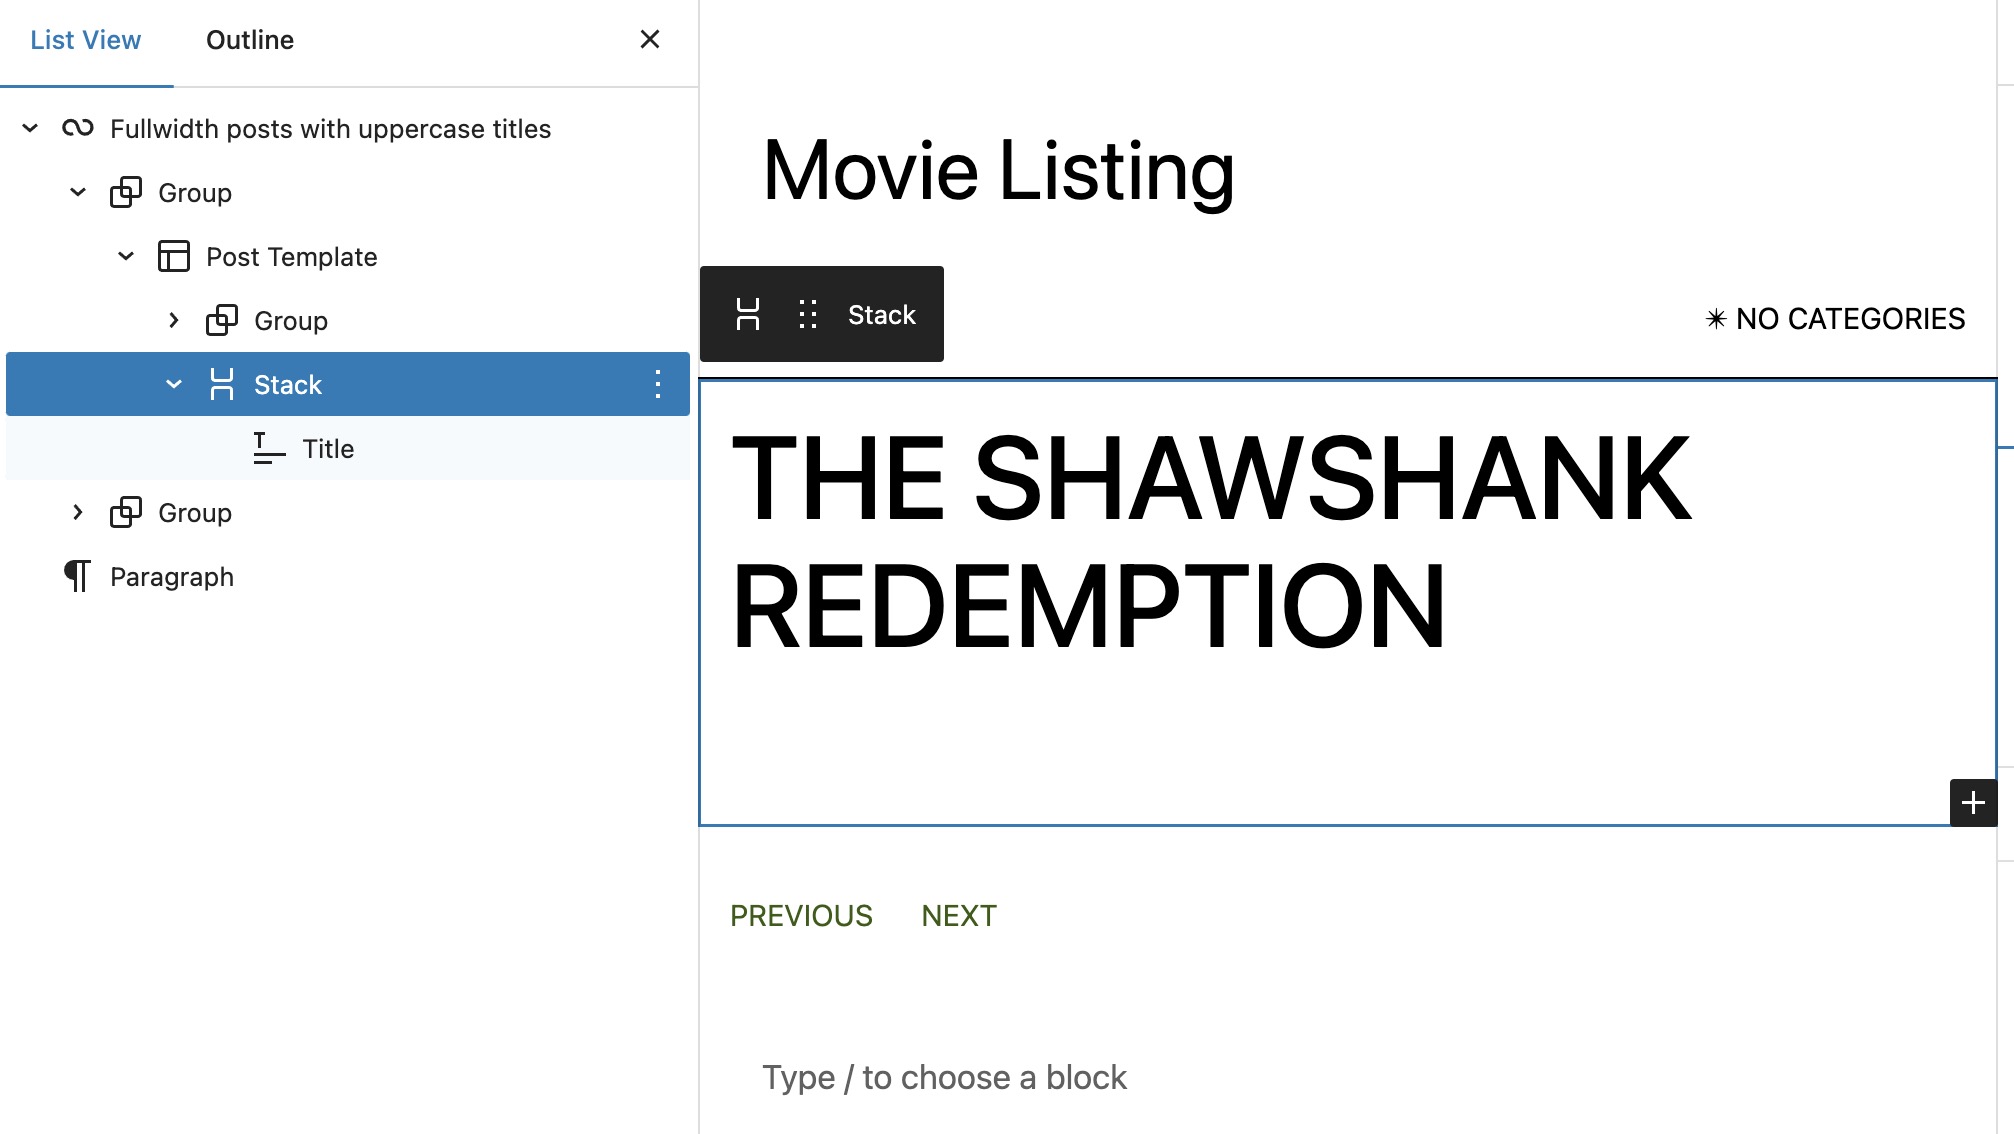 List View
Outline
Fullwidth posts with uppercase titles
Group
Post Template
Group
Stack
Title
Group
Paragraph
Movie Listing
Stack
✳ NO CATEGORIES
THE SHAWSHANK
REDEMPTION
PREVIOUS
NEXT
Type / to choose a block